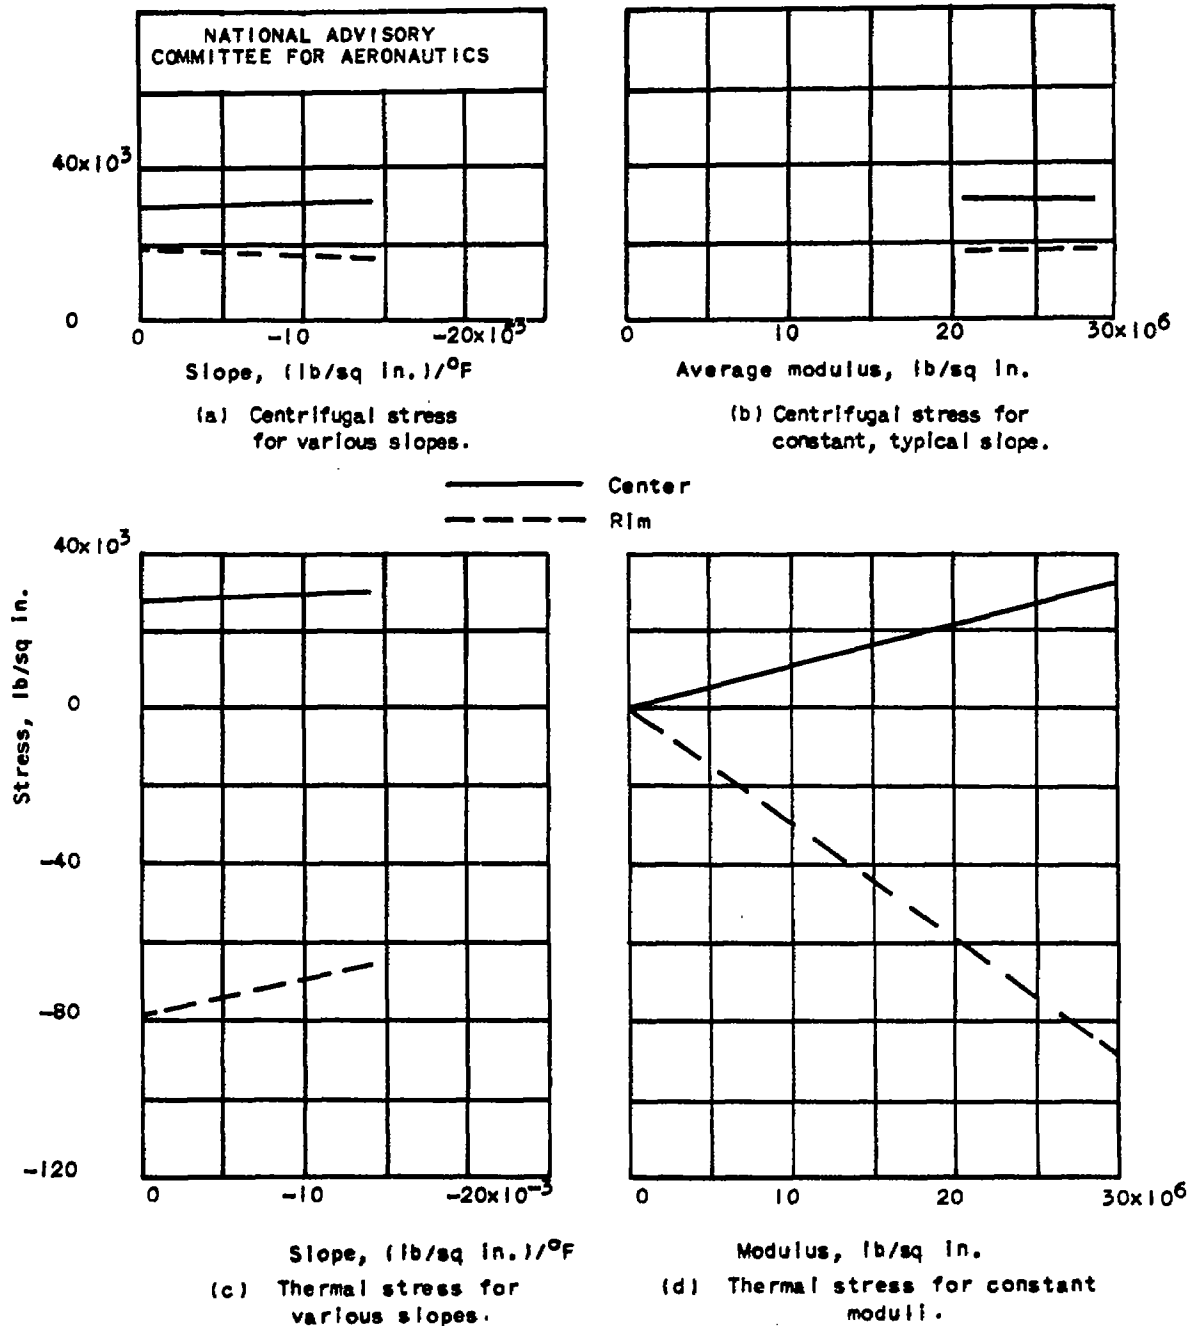 NATIONAL ADVISORY
COMMITTEE FOR AERONAUTICS
40x10³
0
0
-10
-20x10³
Slope, (lb/sq in.)/°F
(a) Centrifugal stress
for various slopes.
0
10
20
30x10⁶
Average modulus, lb/sq in.
(b) Centrifugal stress for
constant, typical slope.
Center
Rim
Stress, lb/sq in.
40x10³
0
-40
-80
-120
0
-10
-20x10⁻³
Slope, (lb/sq in.)/°F
(c) Thermal stress for
various slopes.
0
10
20
30x10⁶
Modulus, lb/sq in.
(d) Thermal stress for constant
moduli.